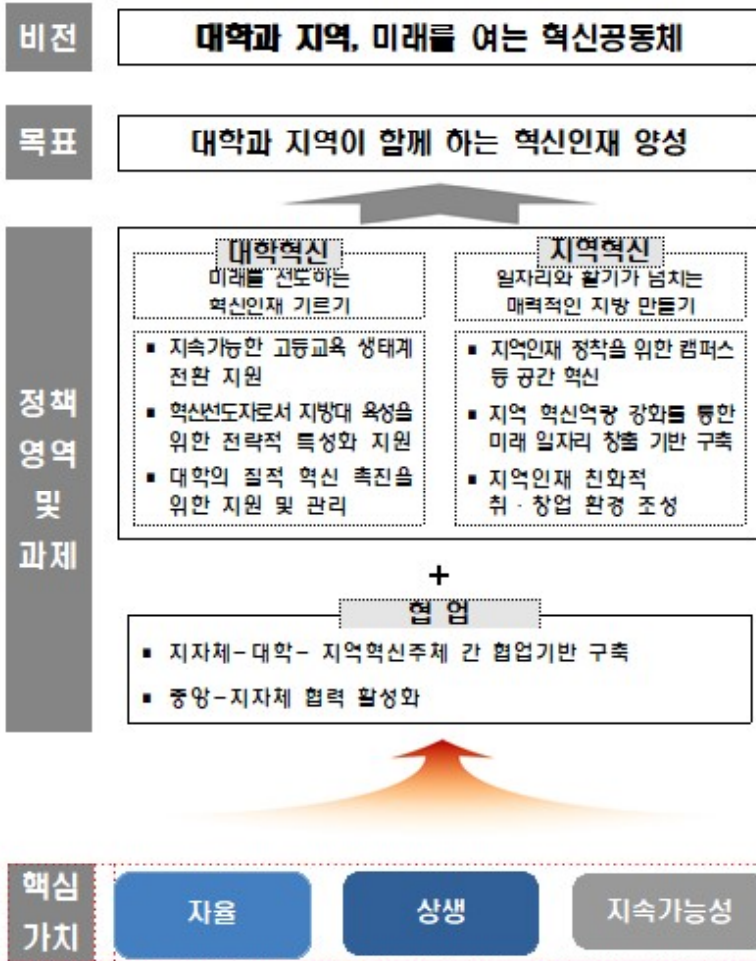 비전
대학과 지역, 미래를 여는 혁신공동체
목표
대학과 지역이 함께 하는 혁신인재 양성
정책
영역
및
과제
대학혁신
미래를 선도하는
혁신인재 기르기
▪ 지속가능한 고등교육 생태계
전환 지원
▪ 혁신선도자로서 지방대 육성을
위한 전략적 특성화 지원
▪ 대학의 질적 혁신 촉진을
위한 지원 및 관리
지역혁신
일자리와 활기가 넘치는
매력적인 지방 만들기
▪ 지역인재 정착을 위한 캠퍼스
등 공간 혁신
▪ 지역 혁신역량 강화를 통한
미래 일자리 창출 기반 구축
▪ 지역인재 친화적
취·창업 환경 조성
+
협 업
▪ 지자체-대학- 지역혁신주체 간 협업기반 구축
▪ 중앙-지자체 협력 활성화
핵심
가치
자율
상생
지속가능성